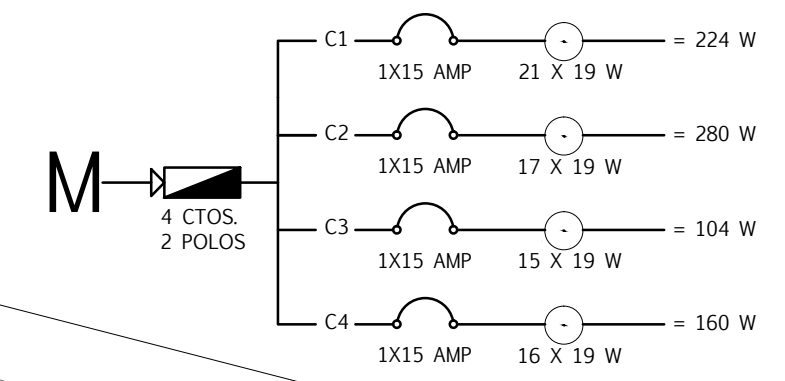 C1 = 224 W
1X15 AMP 21 X 19 W
C2 = 280 W
1X15 AMP 17 X 19 W
M
4 CTOS.
2 POLOS
C3 = 104 W
1X15 AMP 15 X 19 W
C4 = 160 W
1X15 AMP 16 X 19 W